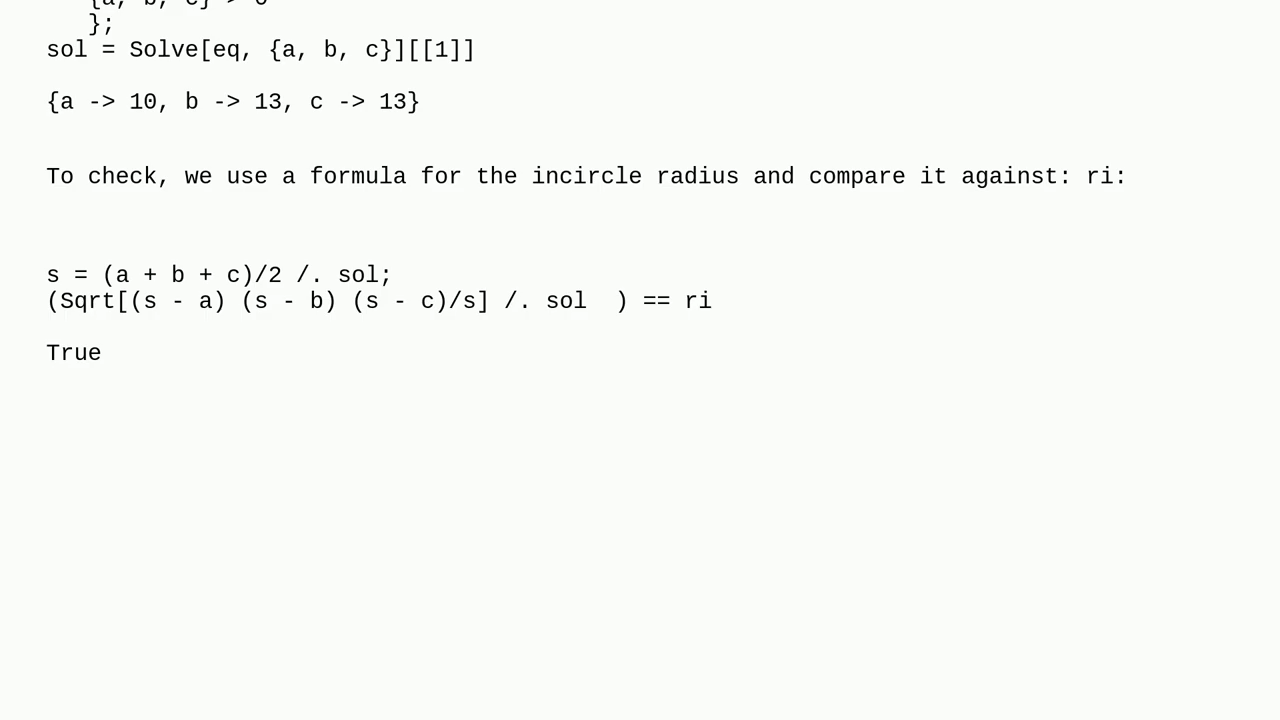 {a, b, c} > 0
};
sol = Solve[eq, {a, b, c}][[1]]
{a -> 10, b -> 13, c -> 13}
To check, we use a formula for the incircle radius and compare it against: ri:
s = (a + b + c)/2 /. sol;
(Sqrt[(s - a) (s - b) (s - c)/s] /. sol  ) == ri
True